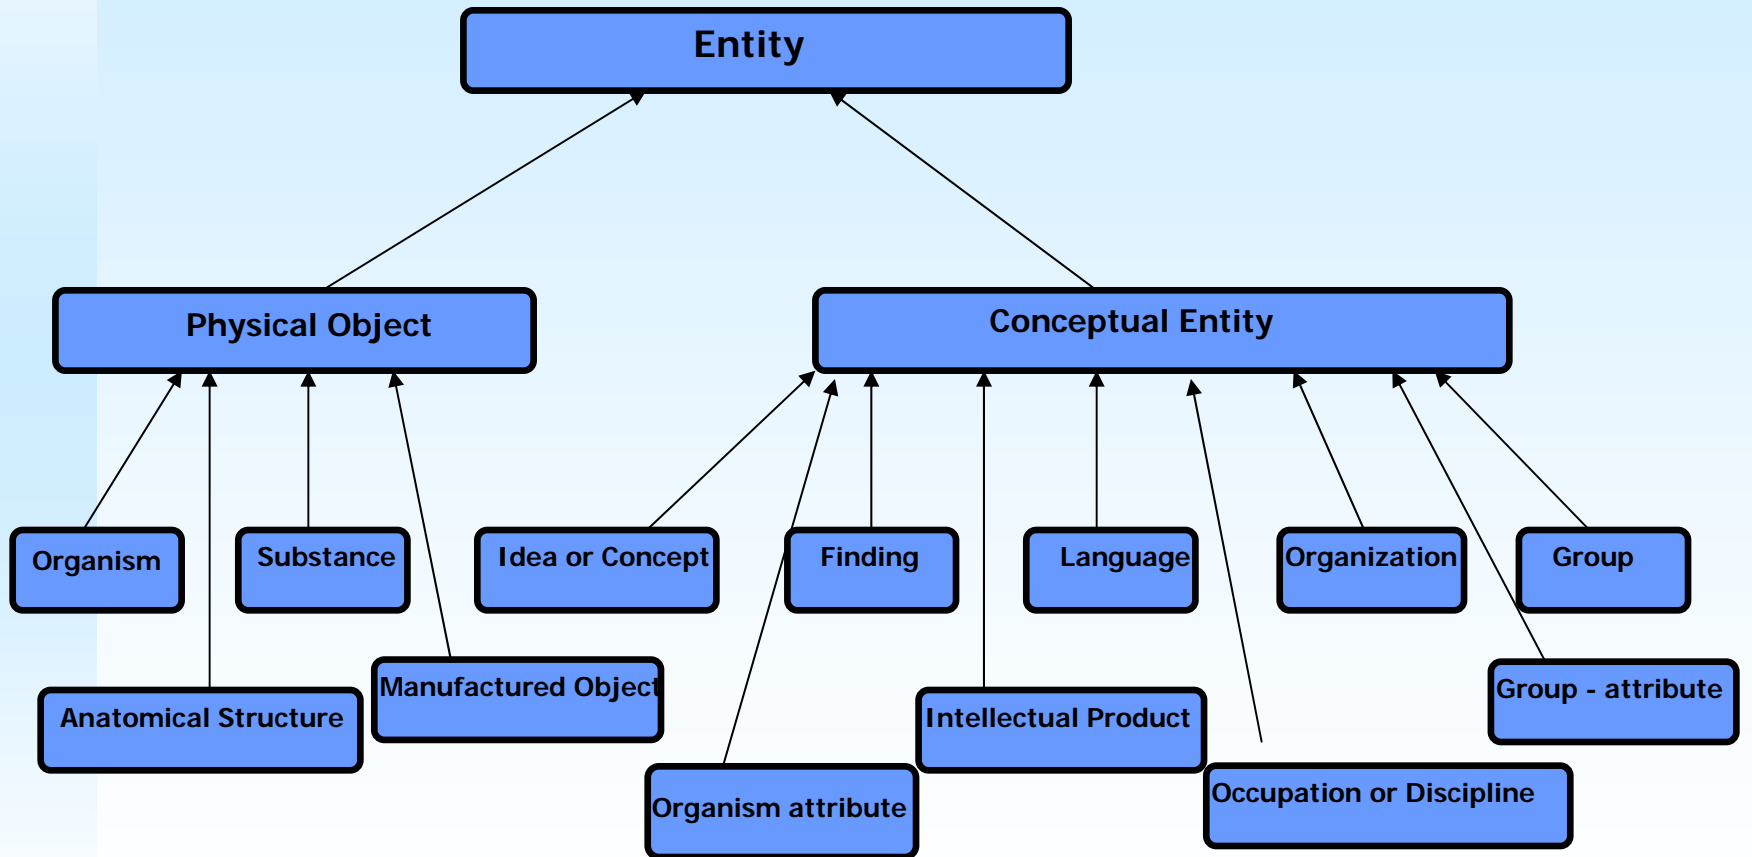 Entity
Physical Object
Conceptual Entity
Organism
Substance
Idea or Concept
Finding
Language
Organization
Group
Anatomical Structure
Manufactured Object
Organism attribute
Intellectual Product
Occupation or Discipline
Group - attribute